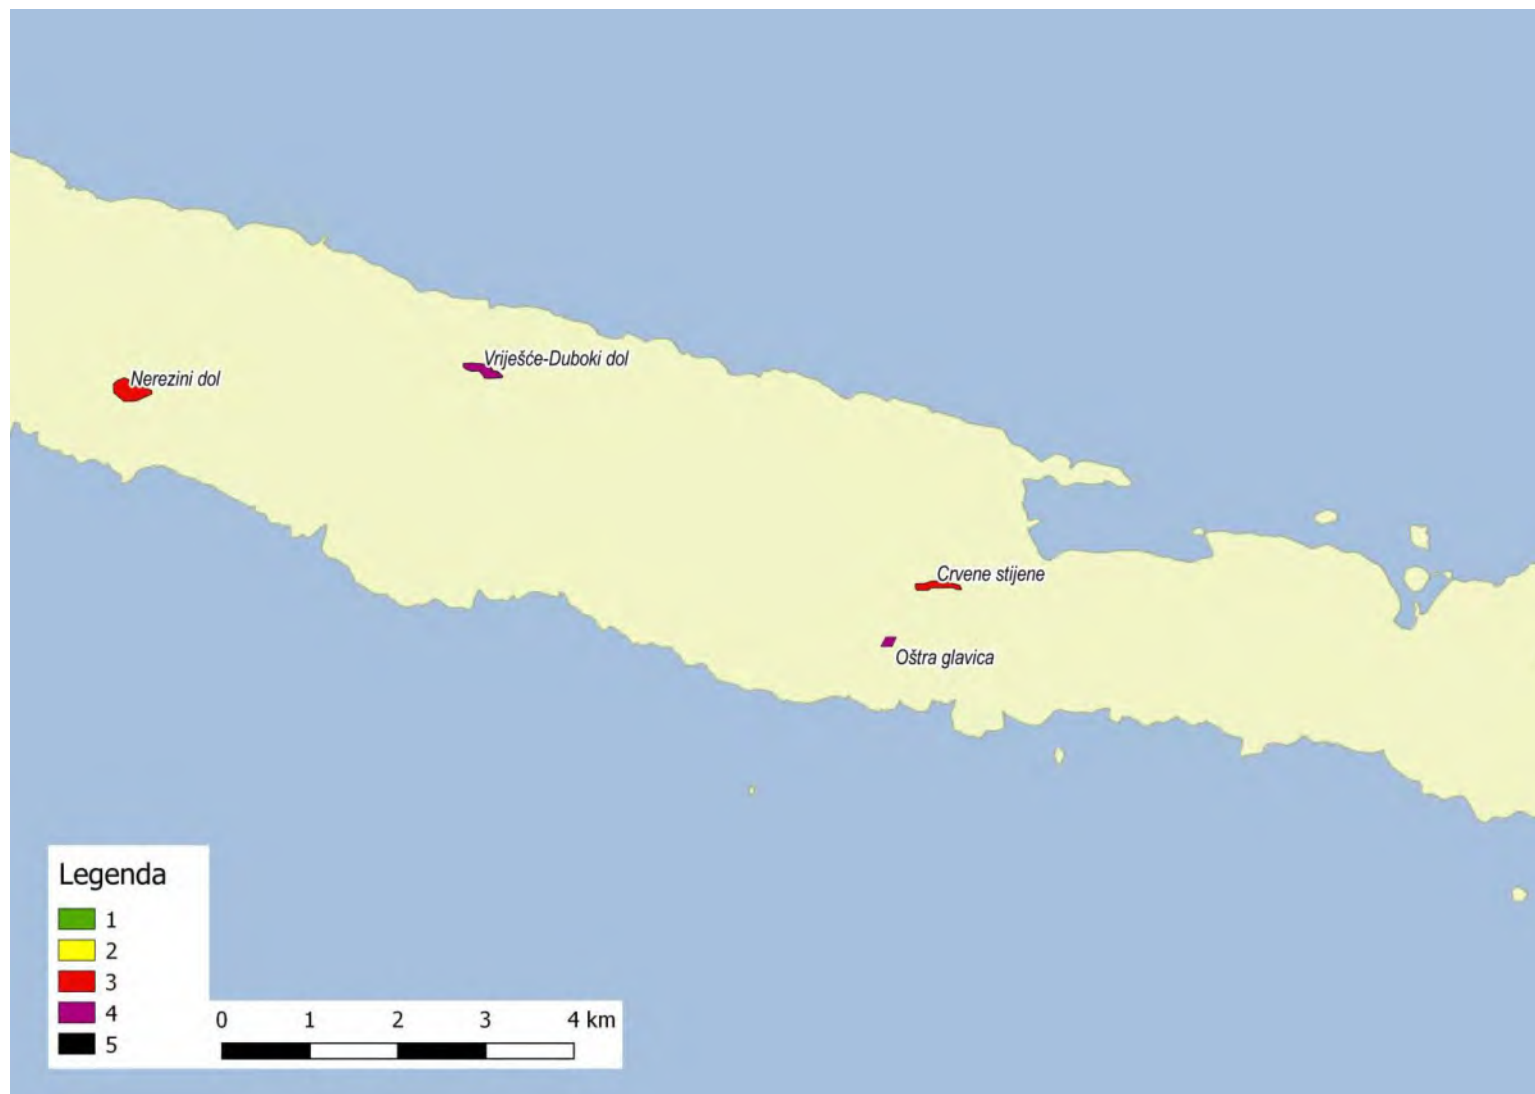 Vriješće-Duboki dol
Nerezini dol
Crvene stijene
Oštra glavica
Legenda
1
2
3
4
5
0 1 2 3 4 km